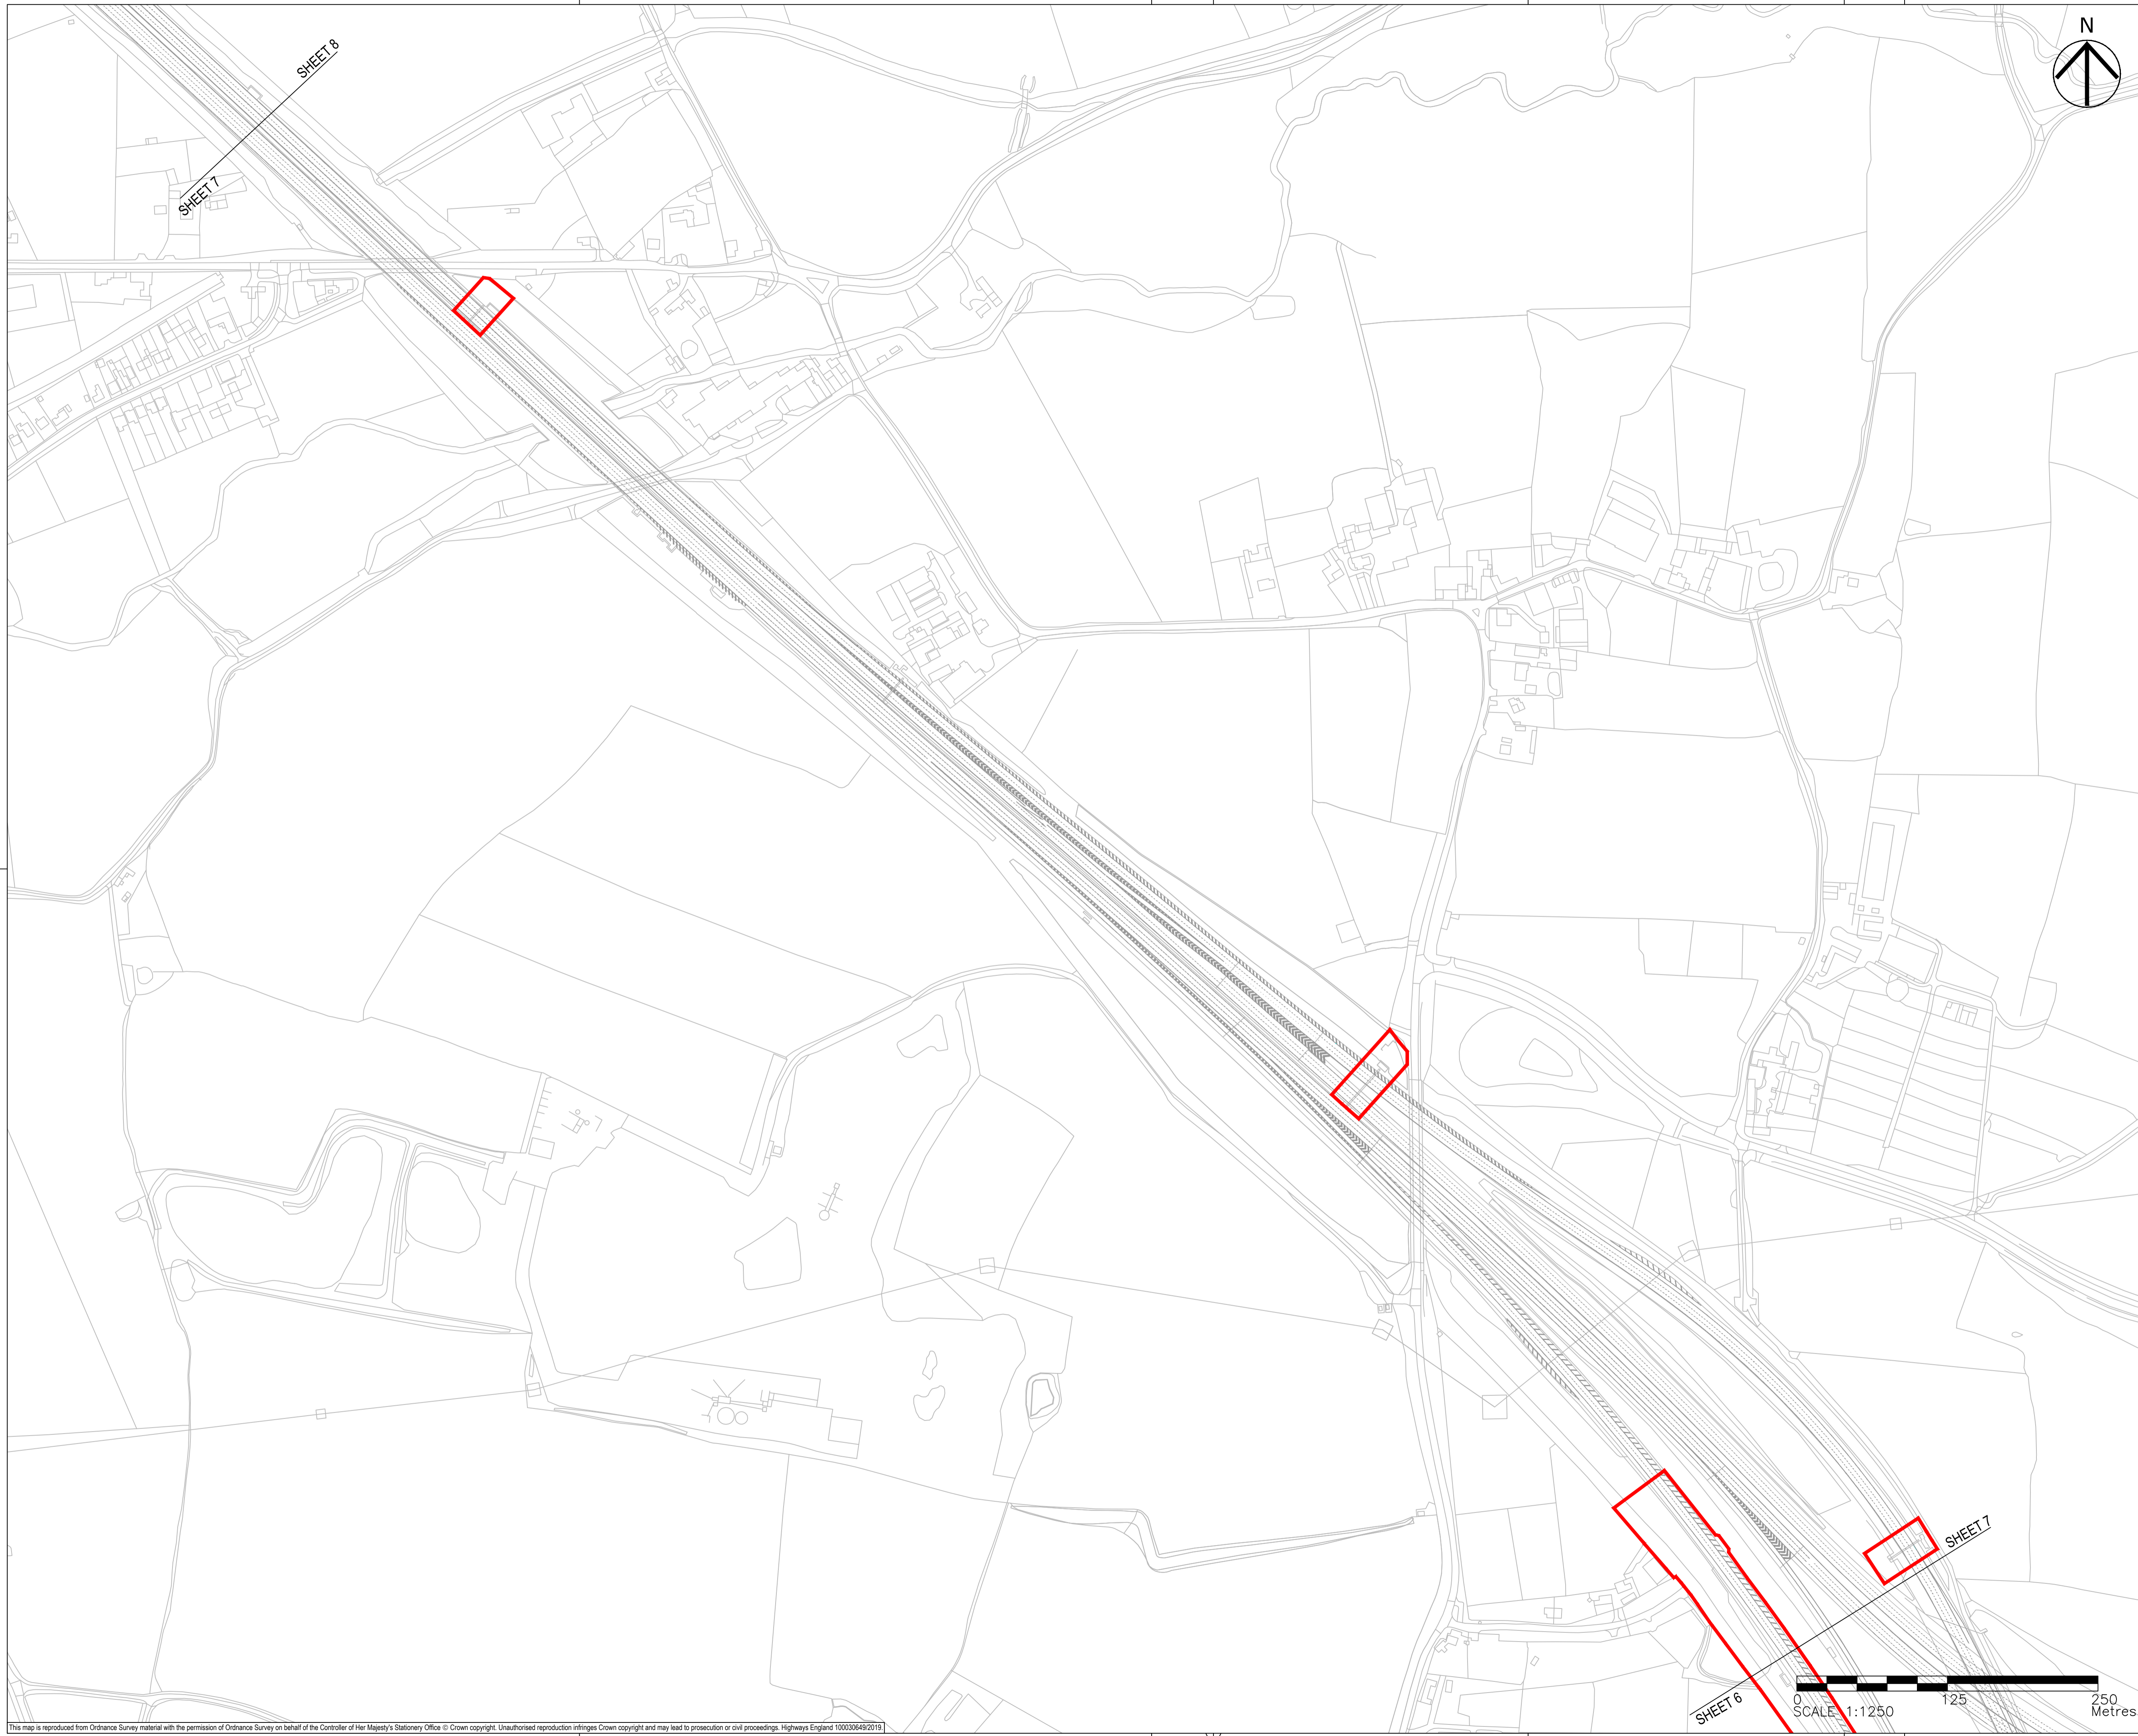 N
SHEET 8
SHEET 7
SHEET 7
SHEET 6
0 125 250
SCALE 1:1250 Metres
This map is reproduced from Ordnance Survey material with the permission of Ordnance Survey on behalf of the Controller of Her Majesty's Stationery Office © Crown copyright. Unauthorised reproduction infringes Crown copyright and may lead to prosecution or civil proceedings. Highways England 100030649/2019.